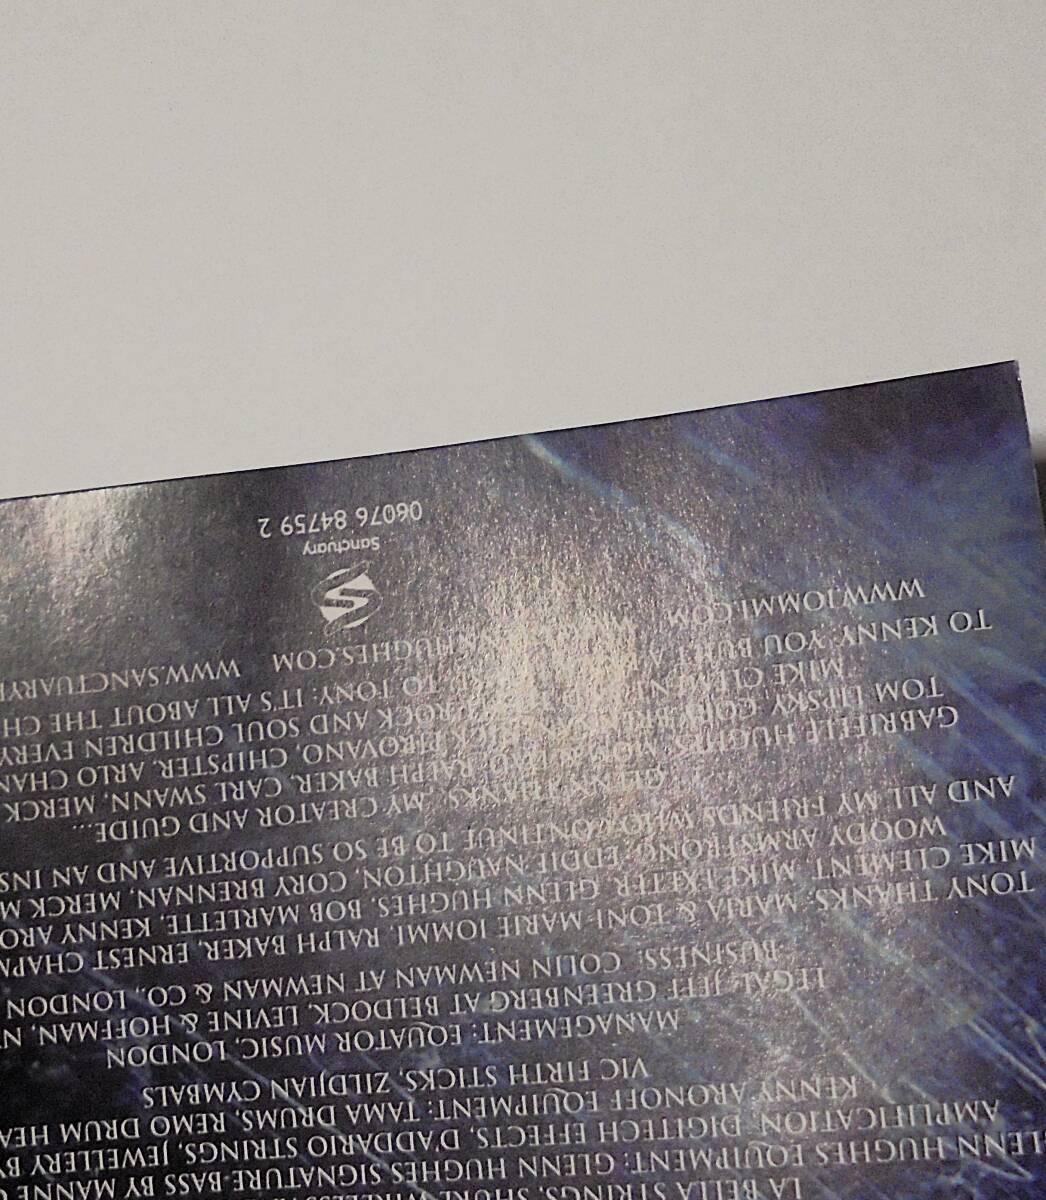 LA BELLA STRINGS, SHURE
GLENN HUGHES EQUIPMENT: GLENN HUGHES SIGNATURE BASS BY MANNE
AMPLIFICATION, DIGITECH EFFECTS, D'ADDARIO STRINGS, JEWELLERY BY
KENNY ARONOFF EQUIPMENT: TAMA DRUMS, REMO DRUM HEA
VIC FIRTH STICKS, ZILDJIAN CYMBALS
MANAGEMENT: EQUATOR MUSIC, LONDON
LEGAL: JEFF GREENBERG AT BELDOCK, LEVINE & HOFFMAN,
BUSINESS: COLIN NEWMAN AT NEWMAN & CO., LONDON
TONY THANKS: MARIA & TONI-MARIE IOMMI, RALPH BAKER, ERNEST CHAPM
MIKE CLEMENT, MIKE EXETER, GLENN HUGHES, BOB MARLETTE, KENNY ARO
WOODY ARMSTRONG, EDDIE NAUGHTON, CORY BRENNAN, MERCK M
AND ALL MY FRIENDS WHO CONTINUE TO BE SO SUPPORTIVE AND AN INS
GLENN THANKS: MY CREATOR AND GUIDE...
GABRIELLE HUGHES, RALPH BAKER, CARL SWANN, MERCK
TOM LIPSKY, CORY PIROVANO, CHIPSTER, ARLO CHAN
MIKE CLEMENT ROCK AND SOUL CHILDREN EVERY
TO KENNY: YOU TO TONY: IT'S ALL ABOUT THE CH
WWW.IOMMI.COM HUGHES.COM WWW.SANCTUARY
Sanctuary
06076 84759 2